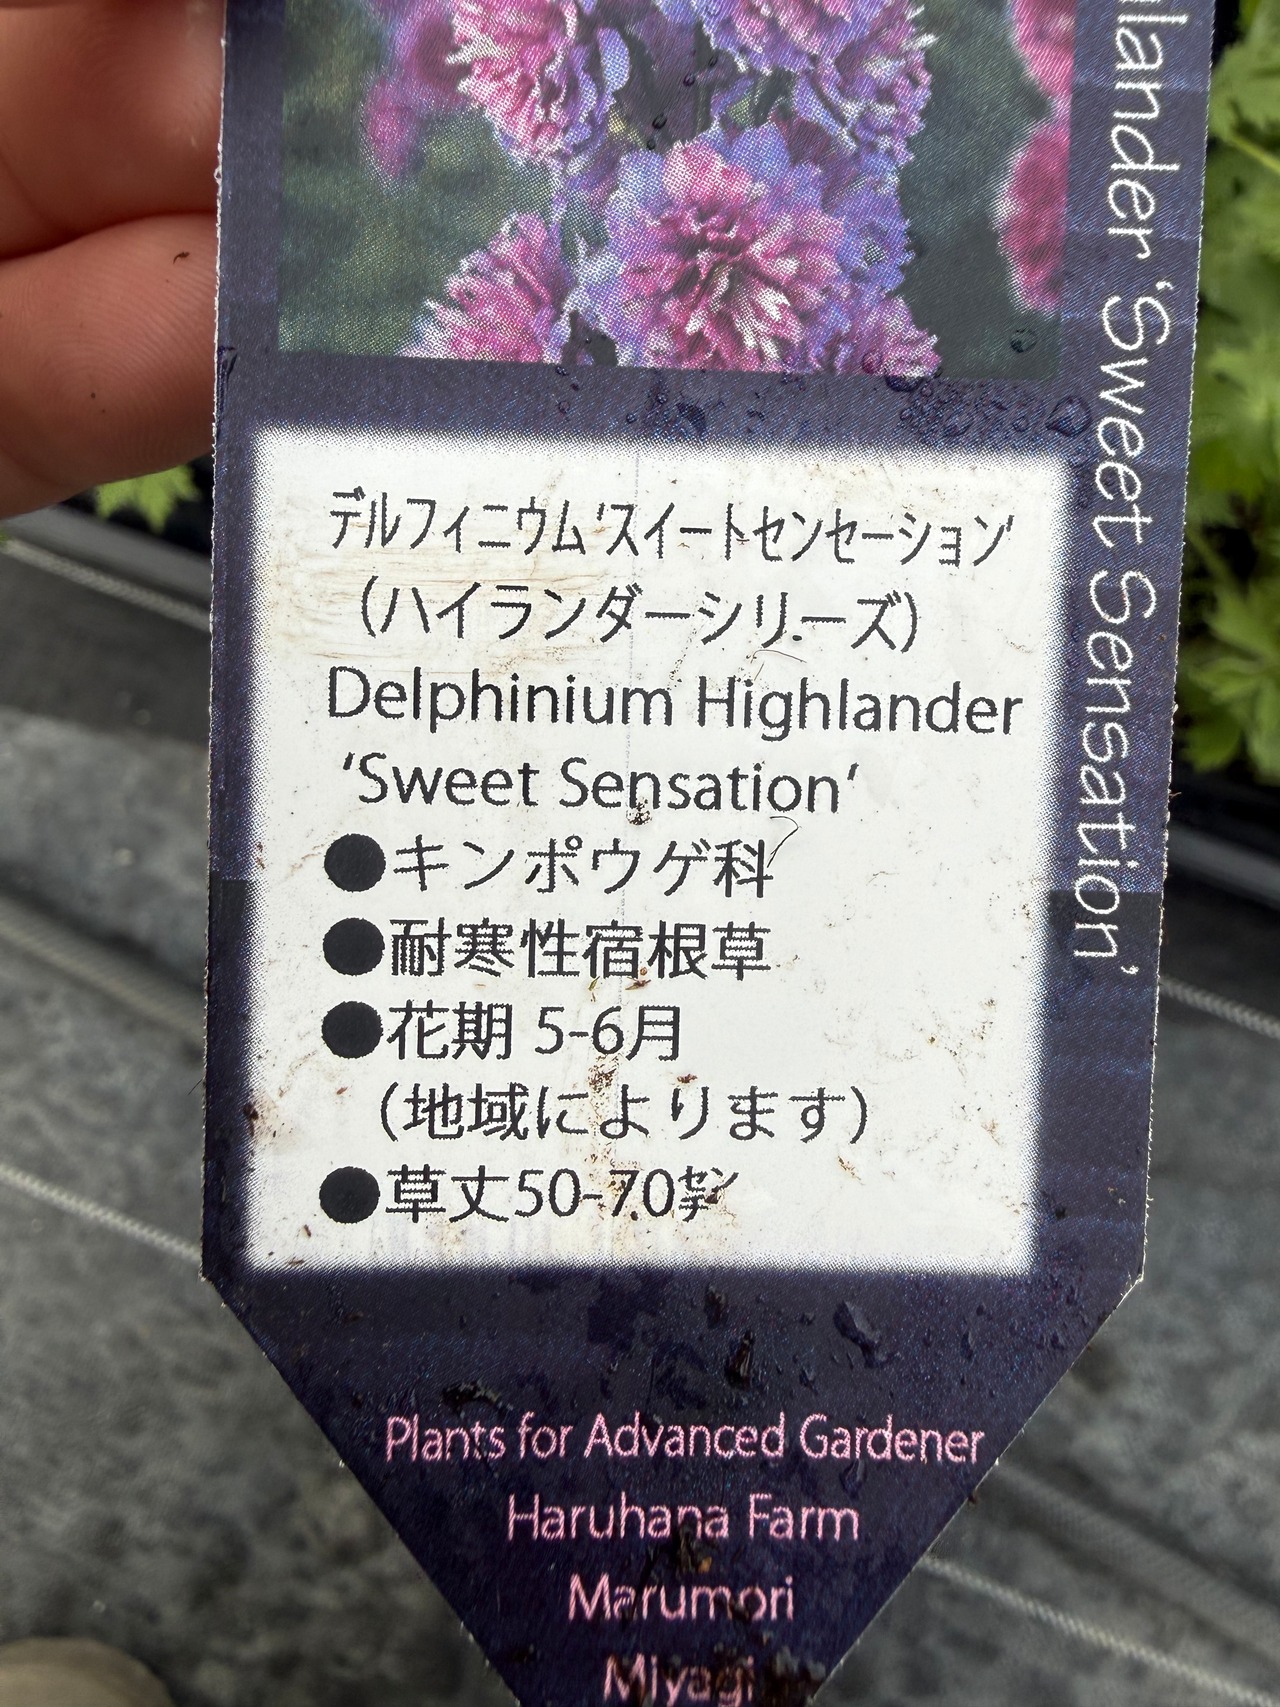 デルフィニウム'スイートセンセーション'
(ハイランダーシリーズ)
Delphinium Highlander
'Sweet Sensation'
●キンポウゲ科
●耐寒性宿根草
●花期 5-6月
(地域によります)
●草丈50-70㌢
Plants for Advanced Gardener
Haruhana Farm
Marumori
Miyagi
'Sweet Sensation'